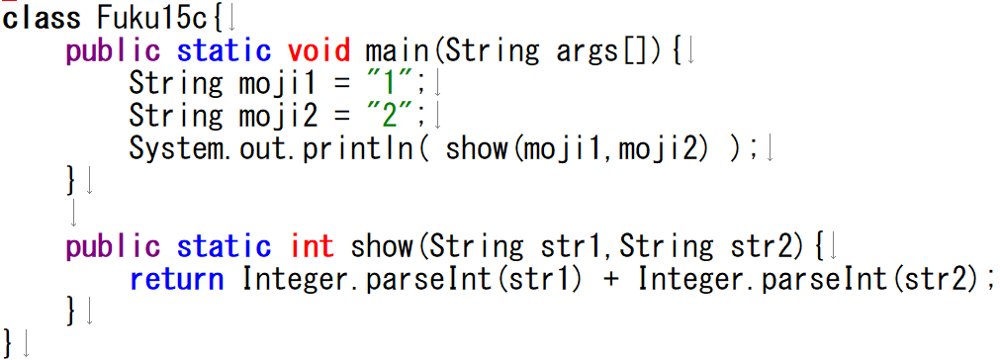 class Fuku15c{↓
    public static void main(String args[]){↓
        String moji1 = "1";↓
        String moji2 = "2";↓
        System.out.println( show(moji1,moji2) );↓
    }↓
    ↓
    public static int show(String str1,String str2){↓
        return Integer.parseInt(str1) + Integer.parseInt(str2);
    }↓
}↓